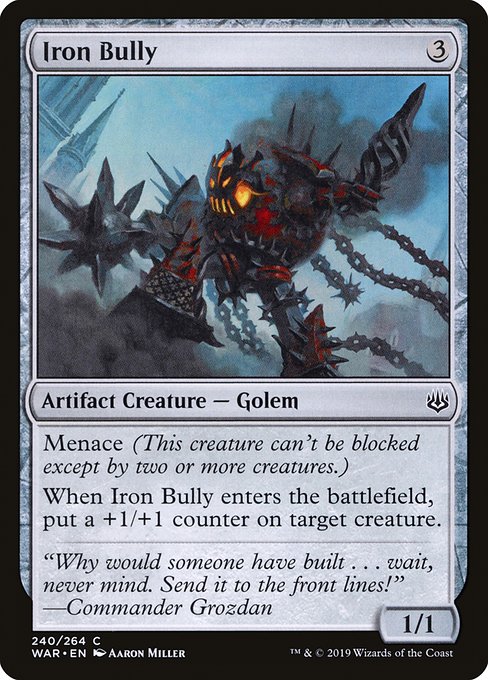 Iron Bully 3
Artifact Creature — Golem
Menace (This creature can't be blocked
except by two or more creatures.)
When Iron Bully enters the battlefield,
put a +1/+1 counter on target creature.
“Why would someone have built . . . wait,
never mind. Send it to the front lines!”
—Commander Grozdan
1/1
240/264 C
WAR • EN Aaron Miller
™ & © 2019 Wizards of the Coast